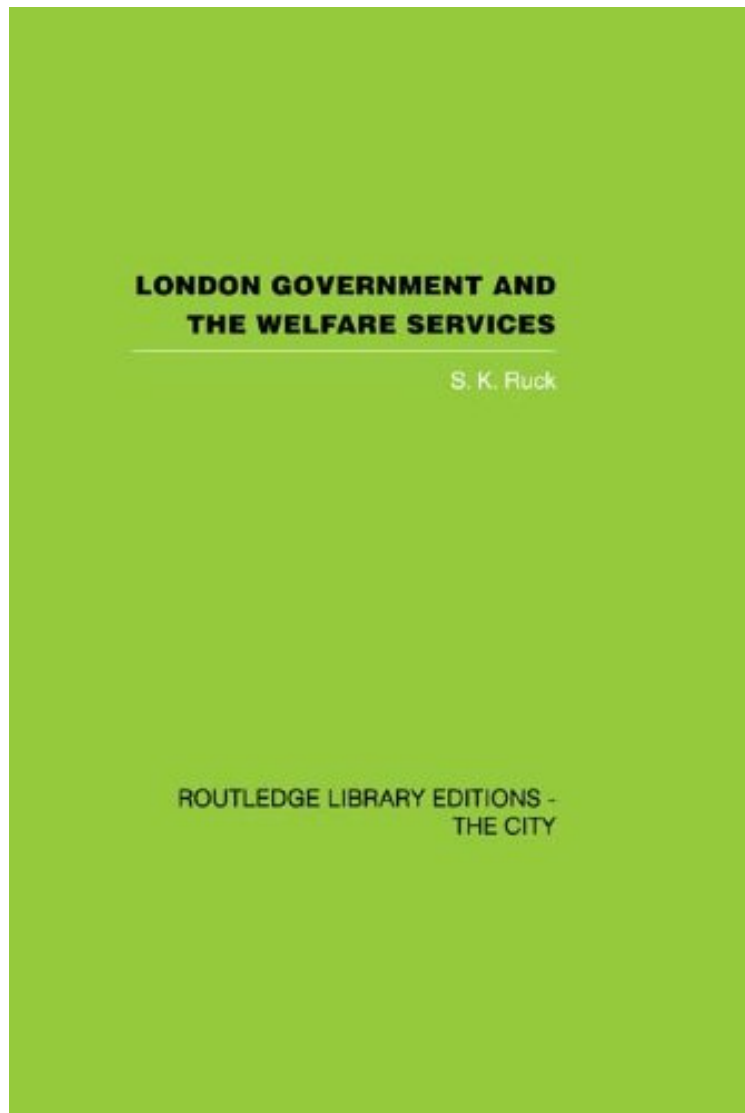 LONDON GOVERNMENT AND
THE WELFARE SERVICES
S. K. Ruck
ROUTLEDGE LIBRARY EDITIONS -
THE CITY